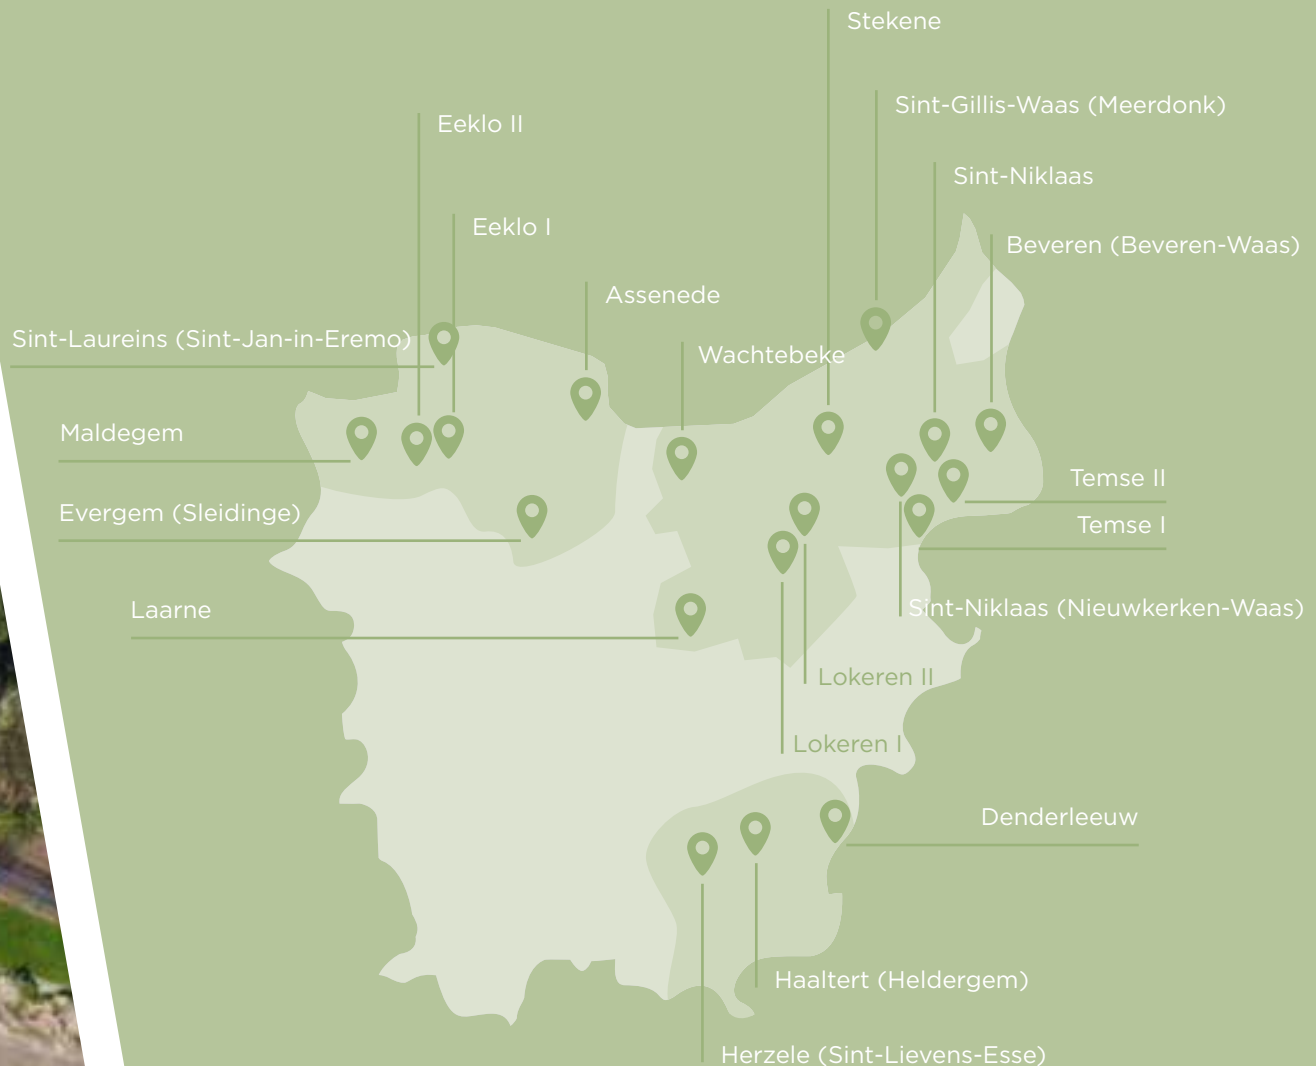 Stekene
Sint-Gillis-Waas (Meerdonk)
Eeklo II
Sint-Niklaas
Eeklo I
Beveren (Beveren-Waas)
Assenede
Sint-Laureins (Sint-Jan-in-Eremo)
Wachtebeke
Maldegem
Temse II
Evergem (Sleidinge)
Temse I
Laarne
Sint-Niklaas (Nieuwkerken-Waas)
Lokeren II
Lokeren I
Denderleeuw
Haaltert (Heldergem)
Herzele (Sint-Lievens-Esse)